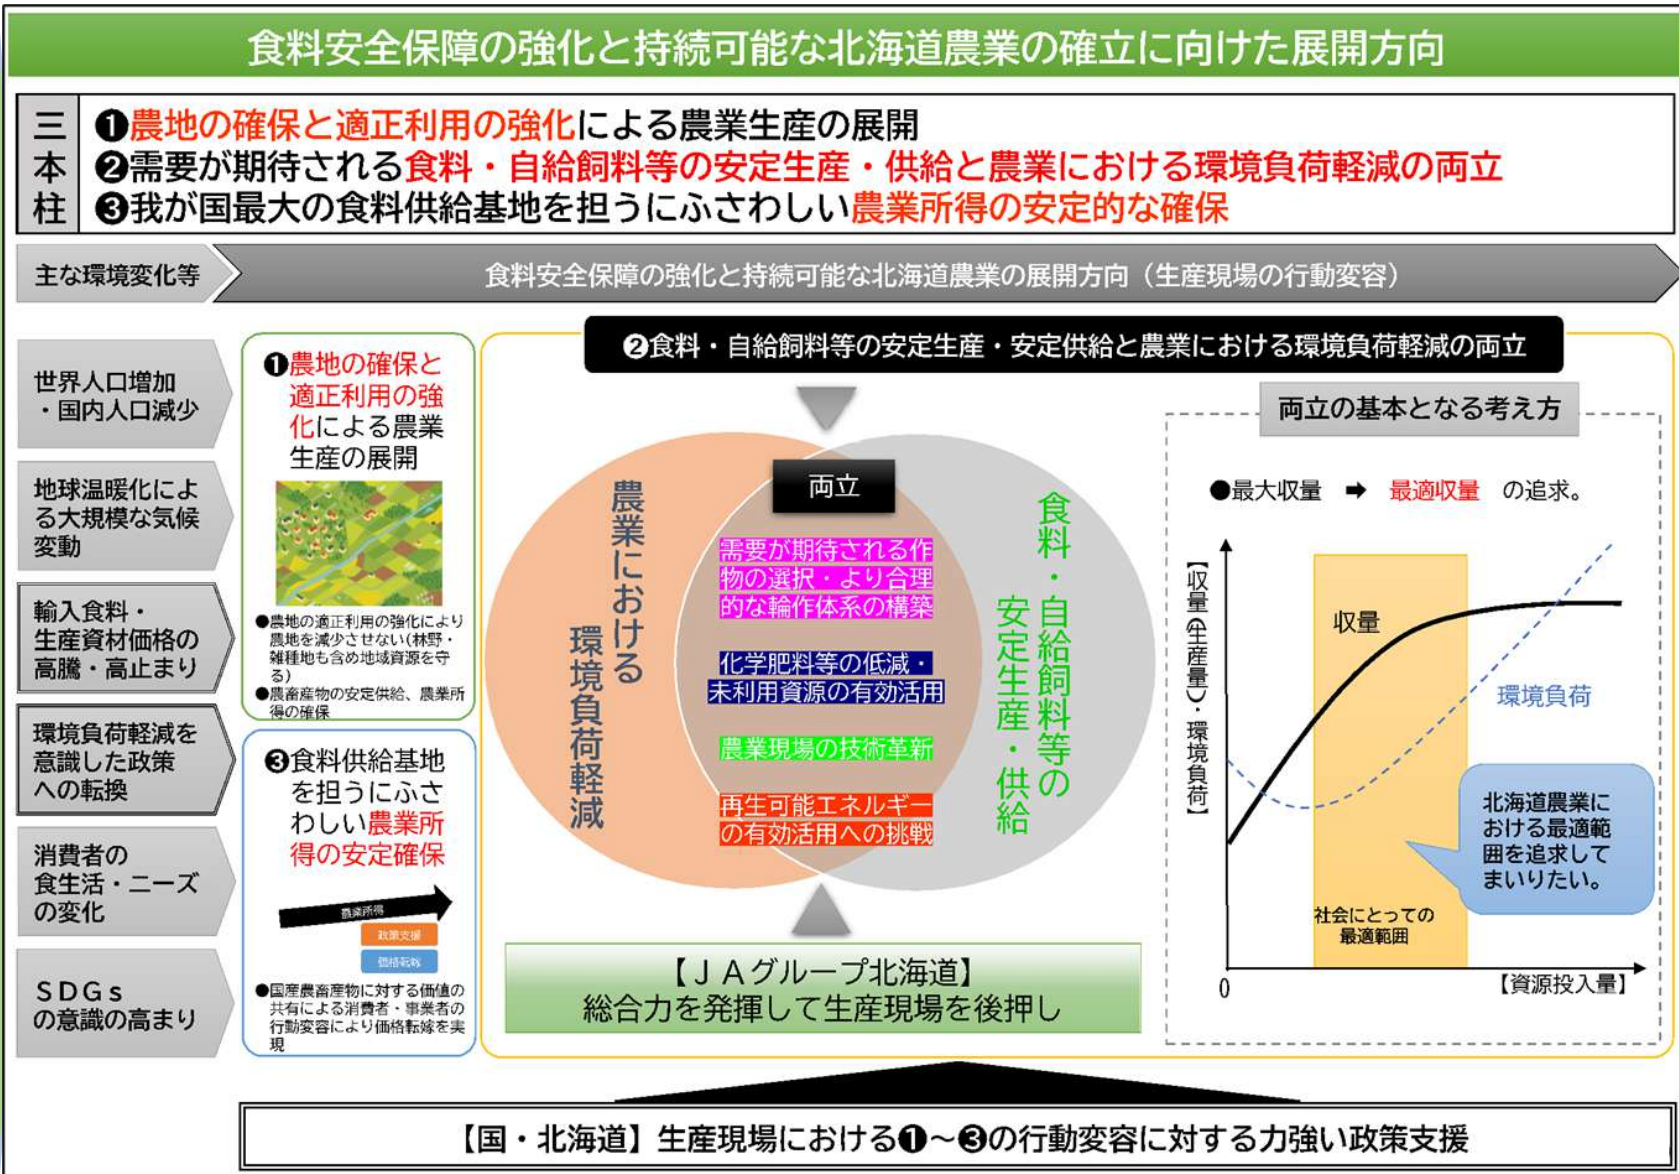 食料安全保障の強化と持続可能な北海道農業の確立に向けた展開方向
三本柱
❶農地の確保と適正利用の強化による農業生産の展開
❷需要が期待される食料・自給飼料等の安定生産・供給と農業における環境負荷軽減の両立
❸我が国最大の食料供給基地を担うにふさわしい農業所得の安定的な確保
主な環境変化等
食料安全保障の強化と持続可能な北海道農業の展開方向（生産現場の行動変容）
世界人口増加
・国内人口減少
地球温暖化によ
る大規模な気候
変動
輸入食料・
生産資材価格の
高騰・高止まり
環境負荷軽減を
意識した政策
への転換
消費者の
食生活・ニーズ
の変化
ＳＤＧｓ
の意識の高まり
❶農地の確保と
適正利用の強
化による農業
生産の展開
●農地の適正利用の強化により
農地を減少させない(林野・
雑種地も含め地域資源を守
る)
●農畜産物の安定供給、農業所
得の確保
❸食料供給基地
を担うにふさ
わしい農業所
得の安定確保
農業所得
政策支援
価格転嫁
●国産農畜産物に対する価値の
共有による消費者・事業者の
行動変容により価格転嫁を実
現
❷食料・自給飼料等の安定生産・安定供給と農業における環境負荷軽減の両立
農業における
環境負荷軽減
両立
需要が期待される作
物の選択・より合理
的な輪作体系の構築
化学肥料等の低減・
未利用資源の有効活用
農業現場の技術革新
再生可能エネルギー
の有効活用への挑戦
食料・自給飼料等の
安定生産・供給
【ＪＡグループ北海道】
総合力を発揮して生産現場を後押し
両立の基本となる考え方
●最大収量 ➡ 最適収量 の追求。
【収量(生産量)・環境負荷】
収量
環境負荷
北海道農業に
おける最適範
囲を追求して
まいりたい。
社会にとっての
最適範囲
0
【資源投入量】
【国・北海道】生産現場における❶～❸の行動変容に対する力強い政策支援